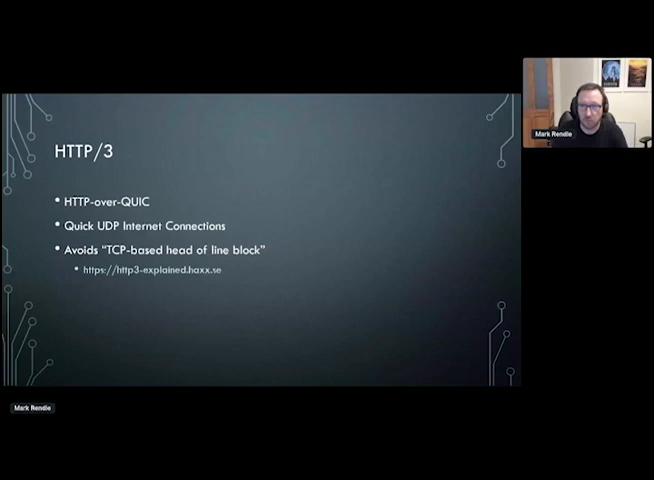 HTTP/3
• HTTP-over-QUIC
• Quick UDP Internet Connections
• Avoids “TCP-based head of line block”
• https://http3-explained.haxx.se
Mark Rendle
Mark Rendle